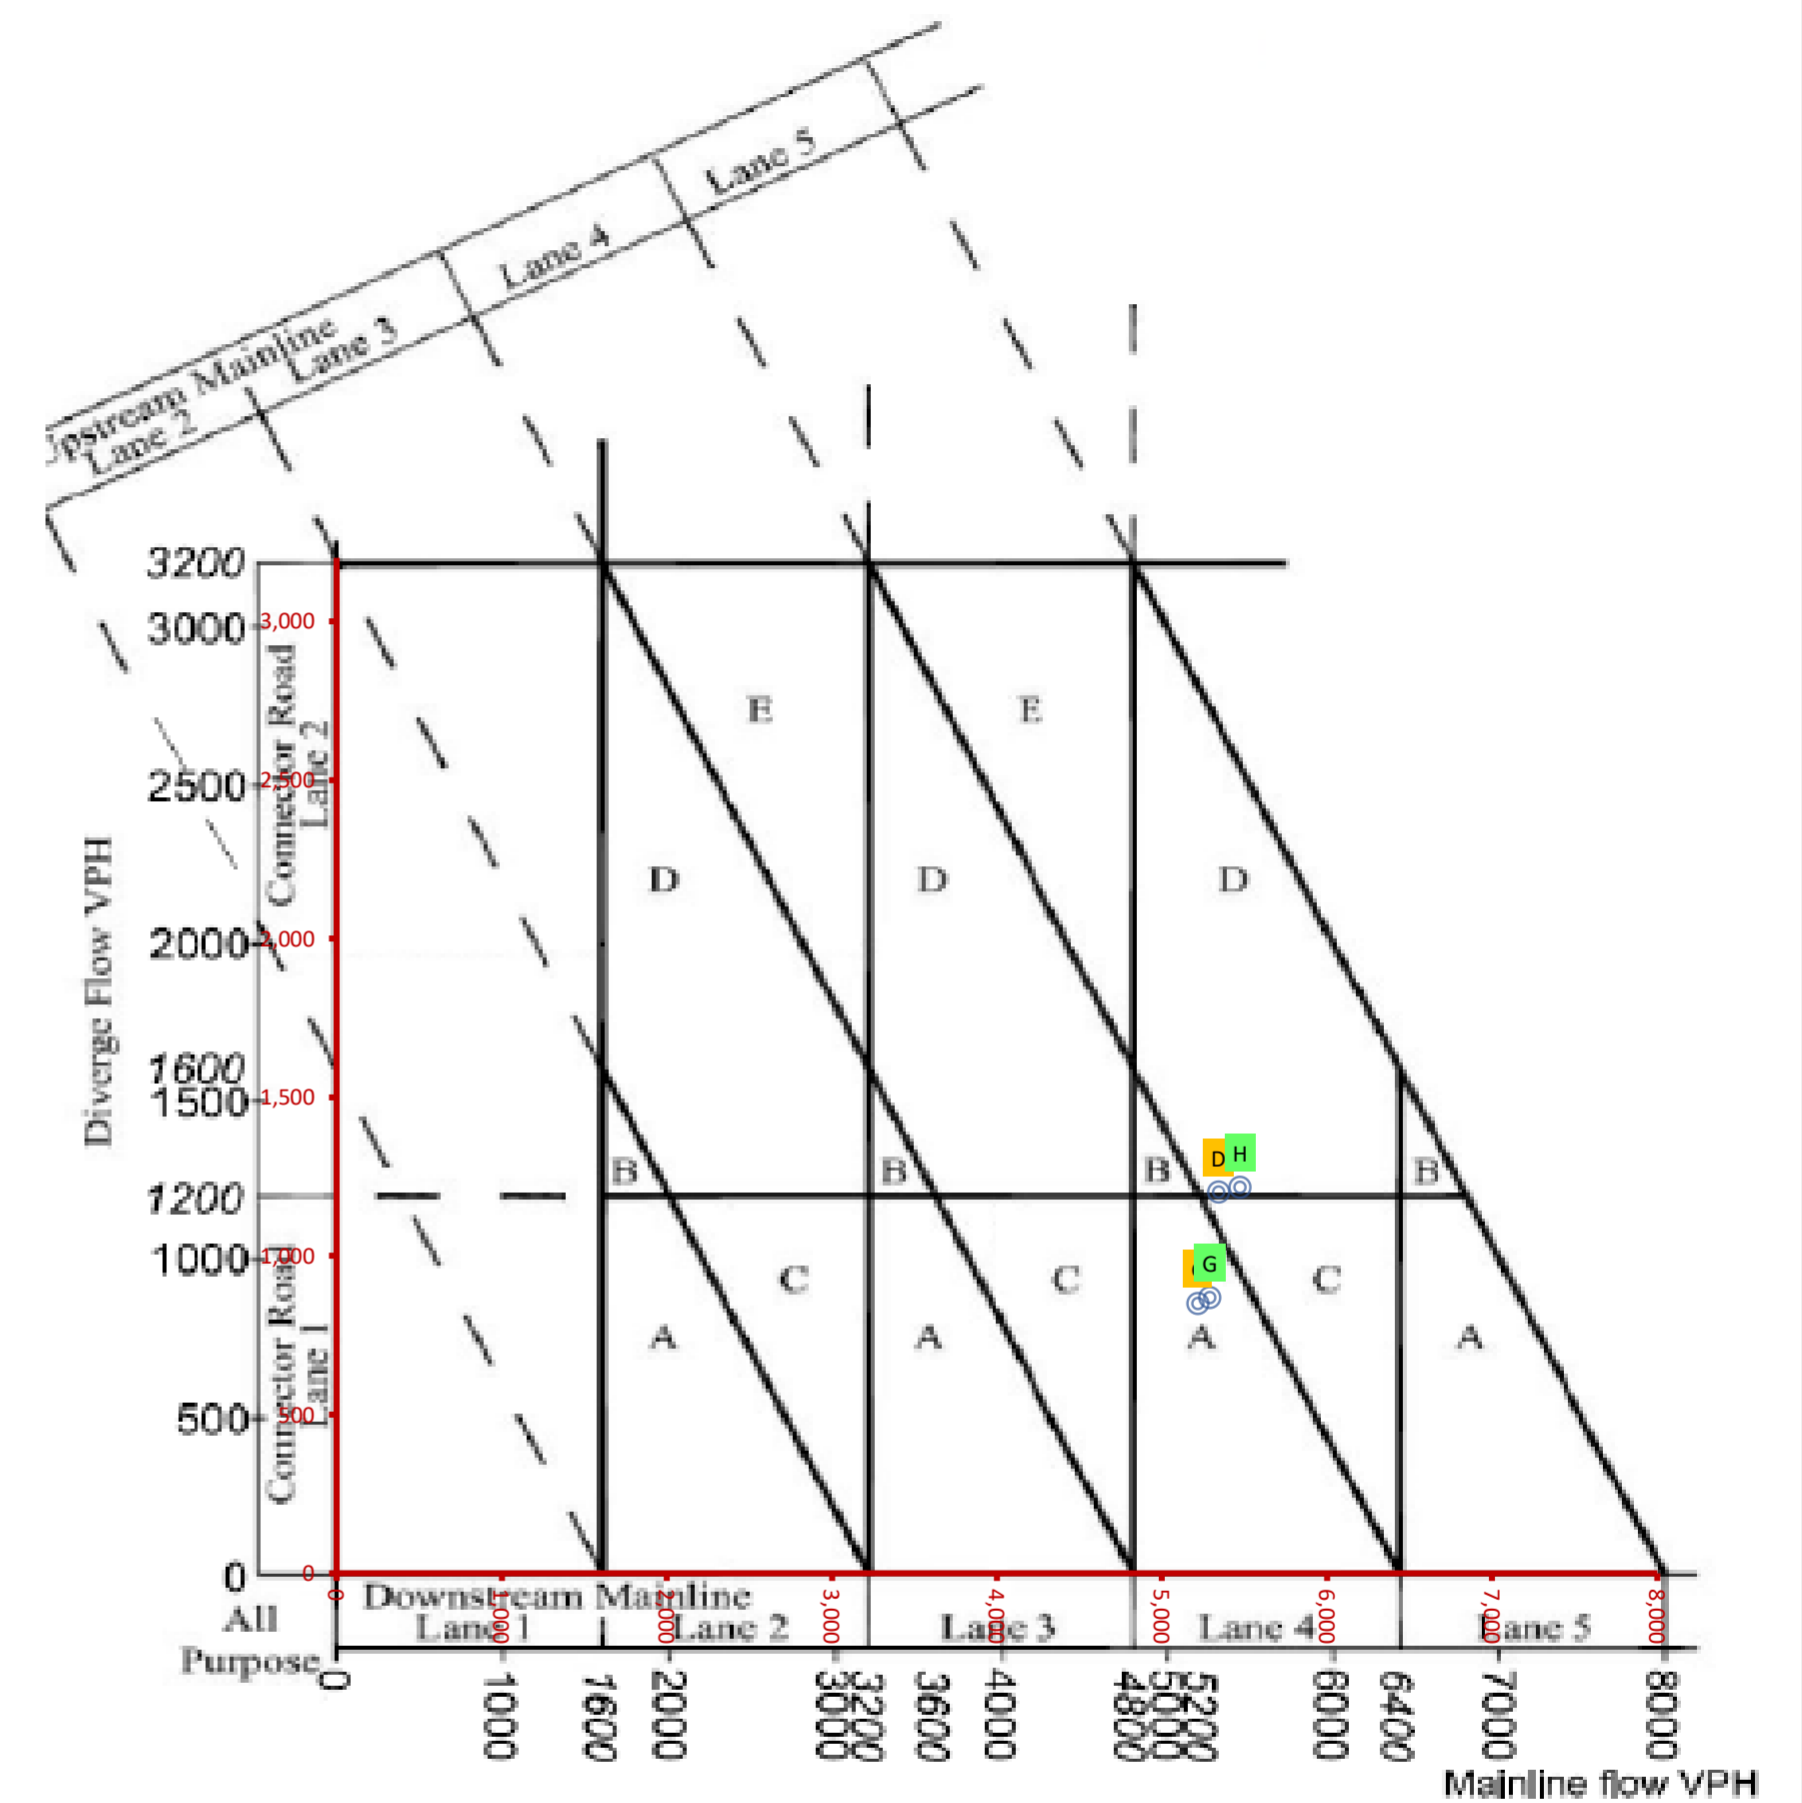 Lane 5
Lane 4
Upstream Mainline
Lane 3
Lane 2
3200
3000
3,000
Connector Road
Lane 2
E
E
2500
2,500
D
D
D
Diverge Flow VPH
2000
2,000
1600
1500
1,500
D
H
B
B
B
B
1200
1000
1,000
G
C
C
C
Connector Road
Lane 1
A
A
A
A
500
500
0
0
0
1,000
2,000
3,000
4,000
5,000
6,000
7,000
8,000
Downstream Mainline
All
Purpose
Lane 1
Lane 2
Lane 3
Lane 4
Lane 5
0
1000
1600
2000
3000
3200
3600
4000
4800
5000
5200
6000
6400
7000
8000
Mainline flow VPH